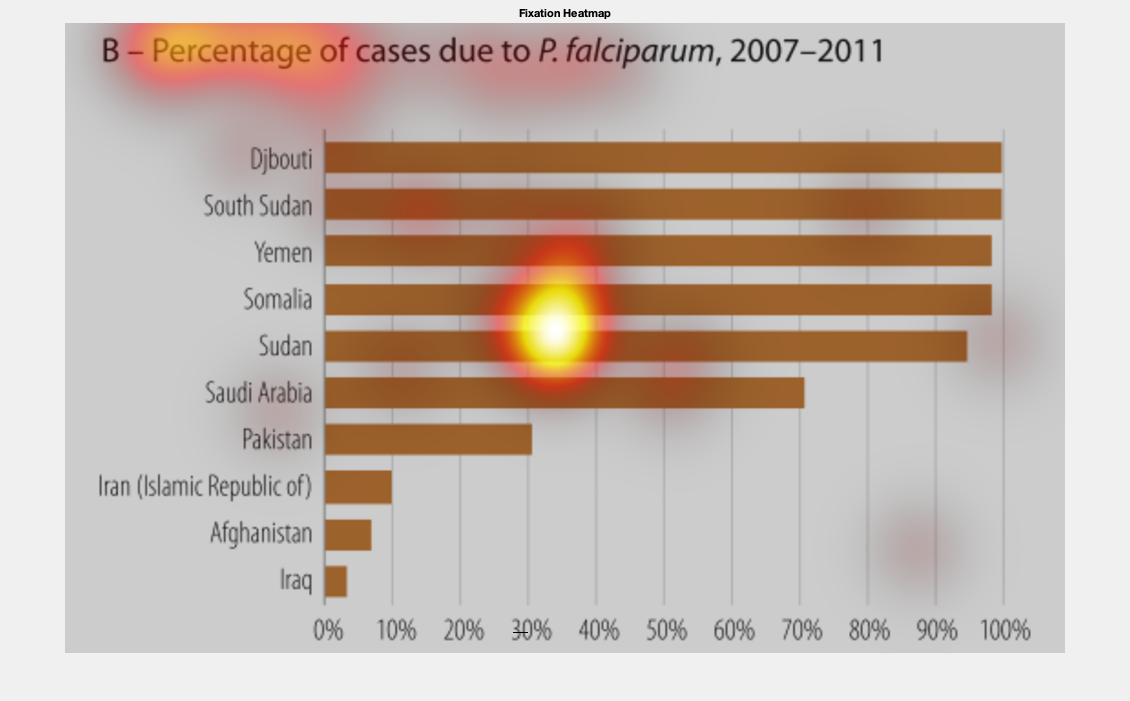 Fixation Heatmap
B – Percentage of cases due to P. falciparum, 2007–2011
Djbouti
South Sudan
Yemen
Somalia
Sudan
Saudi Arabia
Pakistan
Iran (Islamic Republic of)
Afghanistan
Iraq
0% 10% 20% 30% 40% 50% 60% 70% 80% 90% 100%